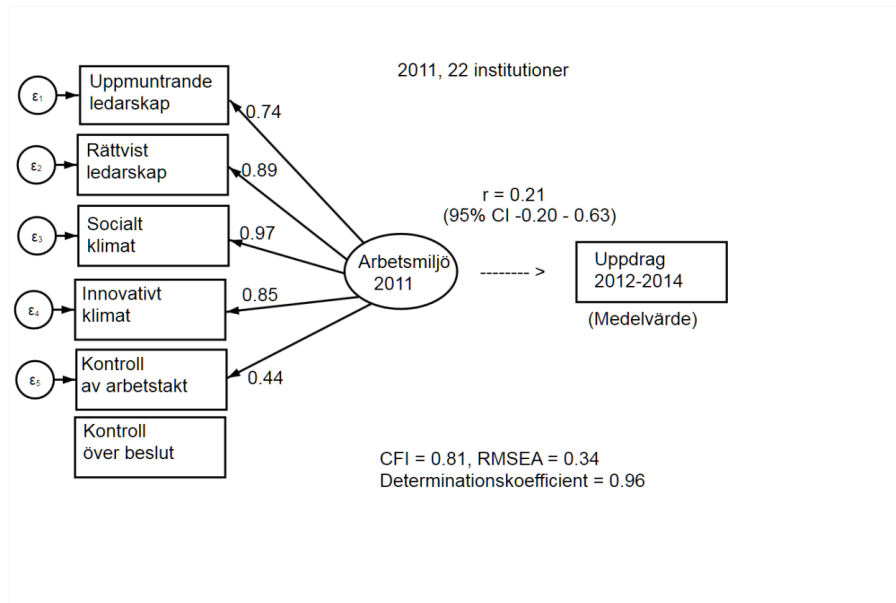 2011, 22 institutioner
ε1
Uppmuntrande
ledarskap
0.74
ε2
Rättvist
ledarskap
0.89
ε3
Socialt
klimat
0.97
ε4
Innovativt
klimat
0.85
ε5
Kontroll
av arbetstakt
0.44
Kontroll
över beslut
Arbetsmiljö
2011
r = 0.21
(95% CI -0.20 - 0.63)
-------- >
Uppdrag
2012-2014
(Medelvärde)
CFI = 0.81, RMSEA = 0.34
Determinationskoefficient = 0.96